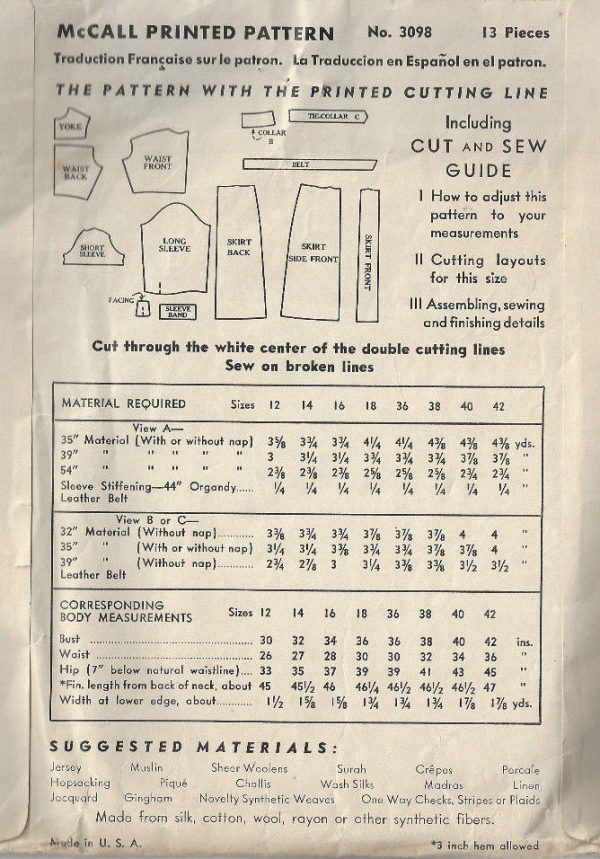 McCALL PRINTED PATTERN No. 3098 13 Pieces
Traduction Française sur le patron. La Traduccion en Español en el patron.
THE PATTERN WITH THE PRINTED CUTTING LINE
YOKE
WAIST BACK
WAIST FRONT
COLLAR B
TIE-COLLAR C
BELT
SHORT SLEEVE
LONG SLEEVE
SKIRT BACK
SKIRT SIDE FRONT
SKIRT FRONT
FACING
SLEEVE BAND
Including
CUT AND SEW
GUIDE
I How to adjust this
pattern to your
measurements
II Cutting layouts
for this size
III Assembling, sewing
and finishing details
Cut through the white center of the double cutting lines
Sew on broken lines
MATERIAL REQUIRED Sizes 12 14 16 18 36 38 40 42
View A—
35" Material (With or without nap) 3⅝ 3¾ 3¾ 4¼ 4¼ 4⅜ 4⅜ 4⅜ yds.
39" " " " " " 3 3¼ 3¼ 3¾ 3¾ 3¾ 3⅞ 3⅞ "
54" " " " " " 2⅜ 2⅜ 2⅜ 2⅝ 2⅝ 2⅝ 2¾ 2¾ "
Sleeve Stiffening—44" Organdy...... ¼ ¼ ¼ ¼ ¼ ¼ ¼ ¼ "
Leather Belt
View B or C—
32" Material (Without nap)............ 3⅜ 3¾ 3¾ 3⅞ 3⅞ 3⅞ 4 4 "
35" " (With or without nap) 3¼ 3¼ 3⅜ 3¾ 3¾ 3⅞ 3⅞ 4 "
39" " (Without nap)............ 2¾ 2⅞ 3 3¼ 3⅜ 3⅜ 3½ 3½ "
Leather Belt
CORRESPONDING
BODY MEASUREMENTS Sizes 12 14 16 18 36 38 40 42
Bust ............ 30 32 34 36 36 38 40 42 ins.
Waist ............ 26 27 28 30 30 32 34 36 "
Hip (7" below natural waistline).... 33 35 37 39 39 41 43 45 "
*Fin. length from back of neck, about 45 45½ 46 46¼ 46½ 46½ 46½ 47 "
Width at lower edge, about............ 1½ 1⅝ 1⅝ 1¾ 1¾ 1¾ 1⅞ 1⅞ yds.
SUGGESTED MATERIALS:
Jersey Muslin Sheer Woolens Surah Crêpes Percale
Hopsacking Piqué Challis Wash Silks Madras Linen
Jacquard Gingham Novelty Synthetic Weaves One Way Checks, Stripes or Plaids
Made from silk, cotton, wool, rayon or other synthetic fibers.
Made in U. S. A. *3 inch hem allowed